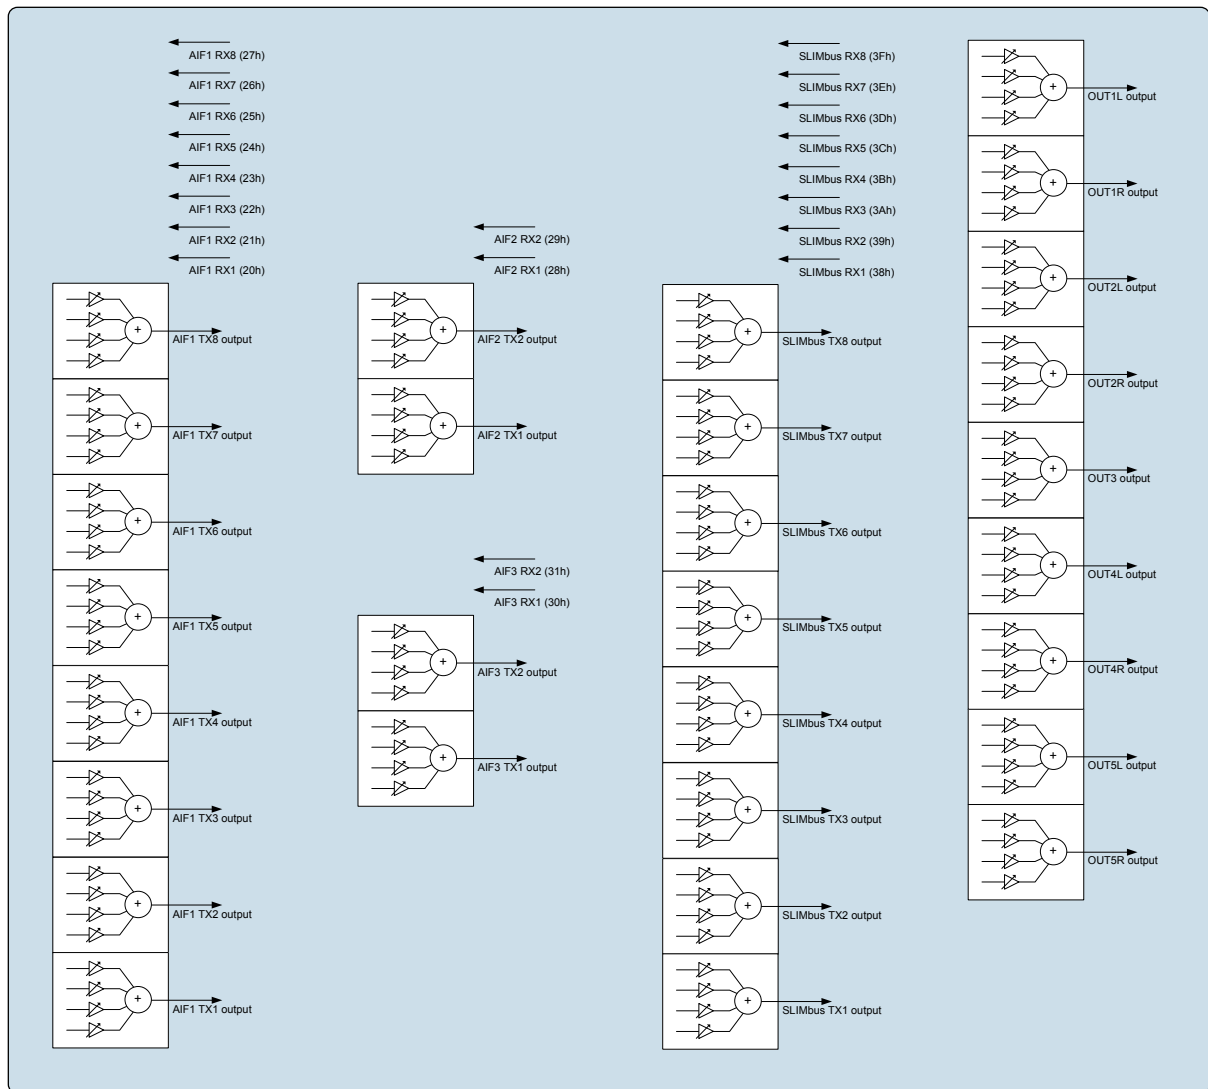 AIF1 RX8 (27h)
AIF1 RX7 (26h)
AIF1 RX6 (25h)
AIF1 RX5 (24h)
AIF1 RX4 (23h)
AIF1 RX3 (22h)
AIF1 RX2 (21h)
AIF1 RX1 (20h)
+
AIF1 TX8 output
+
AIF1 TX7 output
+
AIF1 TX6 output
+
AIF1 TX5 output
+
AIF1 TX4 output
+
AIF1 TX3 output
+
AIF1 TX2 output
+
AIF1 TX1 output
AIF2 RX2 (29h)
AIF2 RX1 (28h)
+
AIF2 TX2 output
+
AIF2 TX1 output
AIF3 RX2 (31h)
AIF3 RX1 (30h)
+
AIF3 TX2 output
+
AIF3 TX1 output
SLIMbus RX8 (3Fh)
SLIMbus RX7 (3Eh)
SLIMbus RX6 (3Dh)
SLIMbus RX5 (3Ch)
SLIMbus RX4 (3Bh)
SLIMbus RX3 (3Ah)
SLIMbus RX2 (39h)
SLIMbus RX1 (38h)
+
SLIMbus TX8 output
+
SLIMbus TX7 output
+
SLIMbus TX6 output
+
SLIMbus TX5 output
+
SLIMbus TX4 output
+
SLIMbus TX3 output
+
SLIMbus TX2 output
+
SLIMbus TX1 output
+
OUT1L output
+
OUT1R output
+
OUT2L output
+
OUT2R output
+
OUT3 output
+
OUT4L output
+
OUT4R output
+
OUT5L output
+
OUT5R output